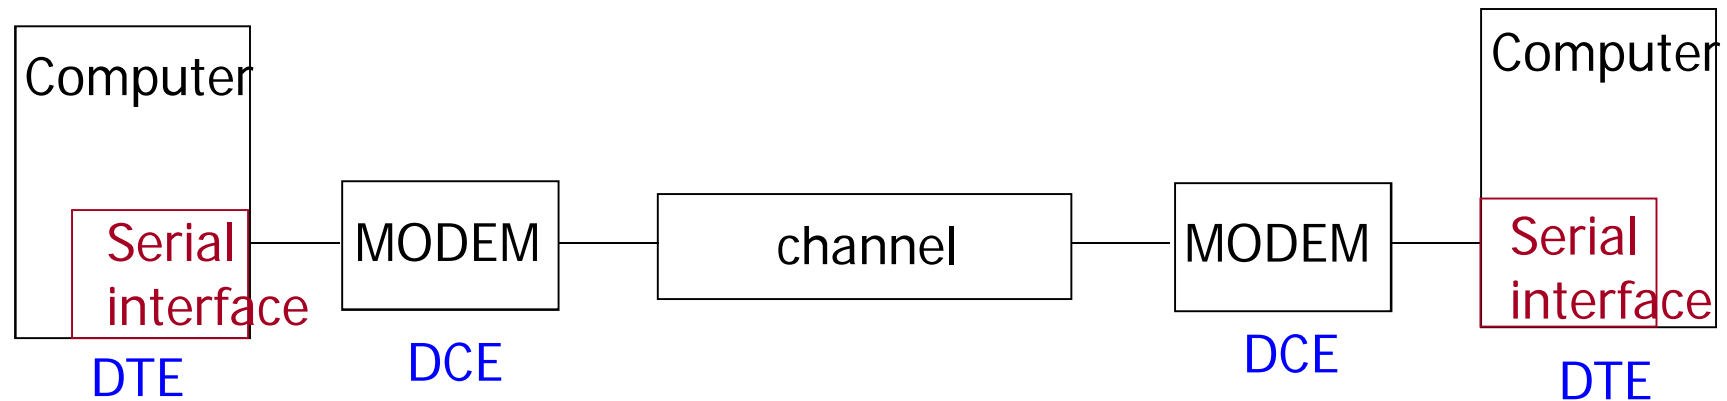 Computer
Serial
interface
DTE
MODEM
DCE
channel
MODEM
DCE
Computer
Serial
interface
DTE